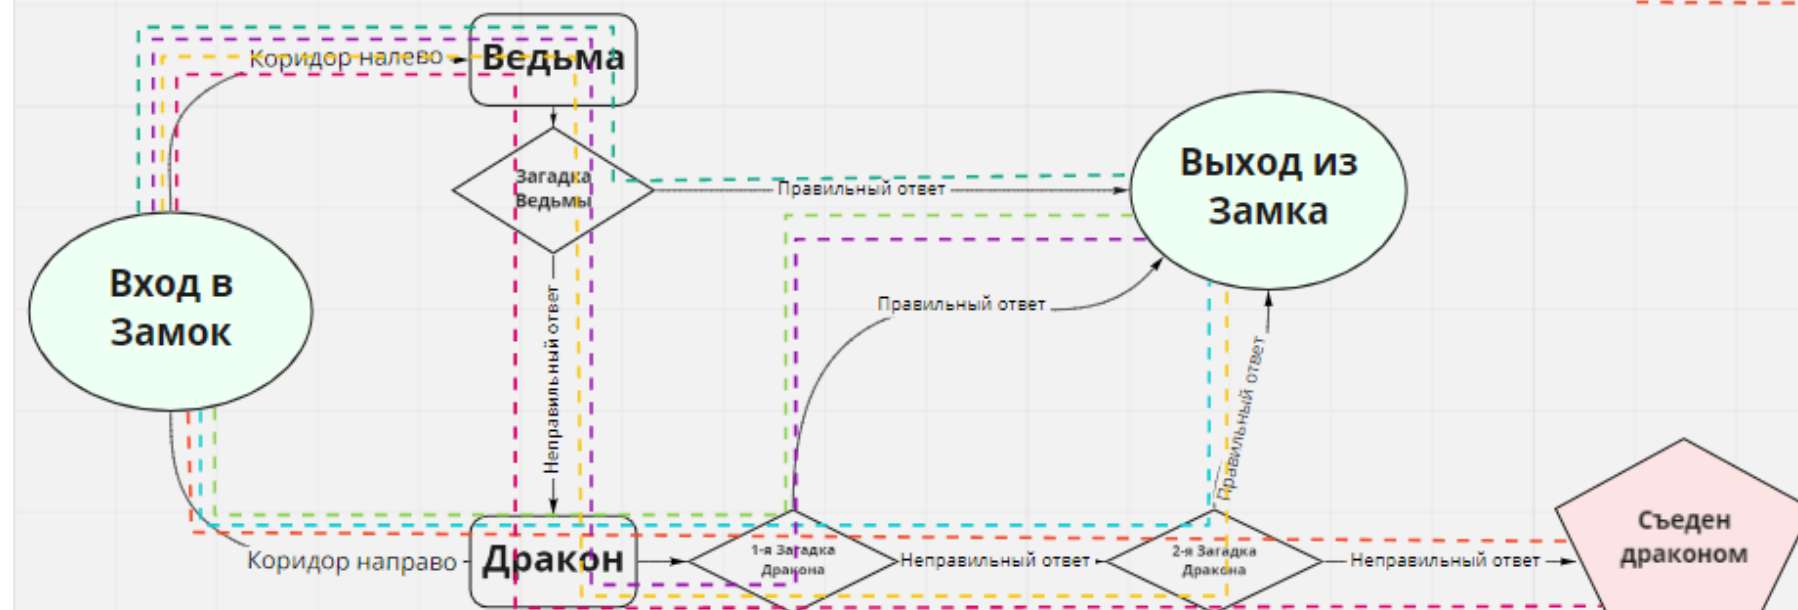 Коридор налево
Ведьма
Загадка
Ведьмы
Правильный ответ
Выход из
Замка
Вход в
Замок
Неправильный ответ
Правильный ответ
Правильный ответ
Коридор направо
Дракон
1-я Загадка
Дракона
Неправильный ответ
2-я Загадка
Дракона
Неправильный ответ
Съеден
драконом